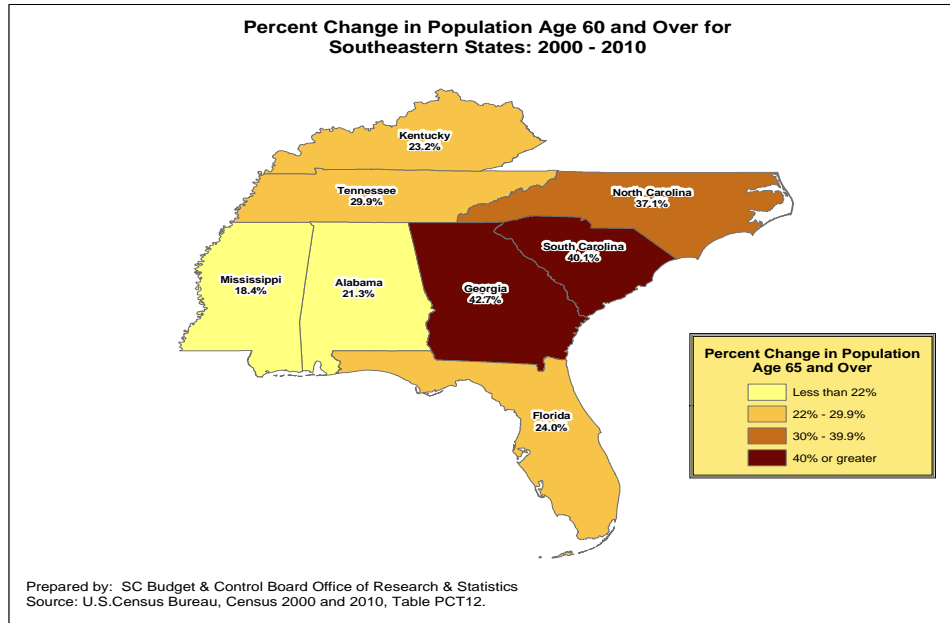 Percent Change in Population Age 60 and Over for
Southeastern States: 2000 - 2010
Kentucky
23.2%
Tennessee
29.9%
North Carolina
37.1%
South Carolina
40.1%
Mississippi
18.4%
Alabama
21.3%
Georgia
42.7%
Florida
24.0%
Percent Change in Population
Age 65 and Over
Less than 22%
22% - 29.9%
30% - 39.9%
40% or greater
Prepared by: SC Budget & Control Board Office of Research & Statistics
Source: U.S.Census Bureau, Census 2000 and 2010, Table PCT12.